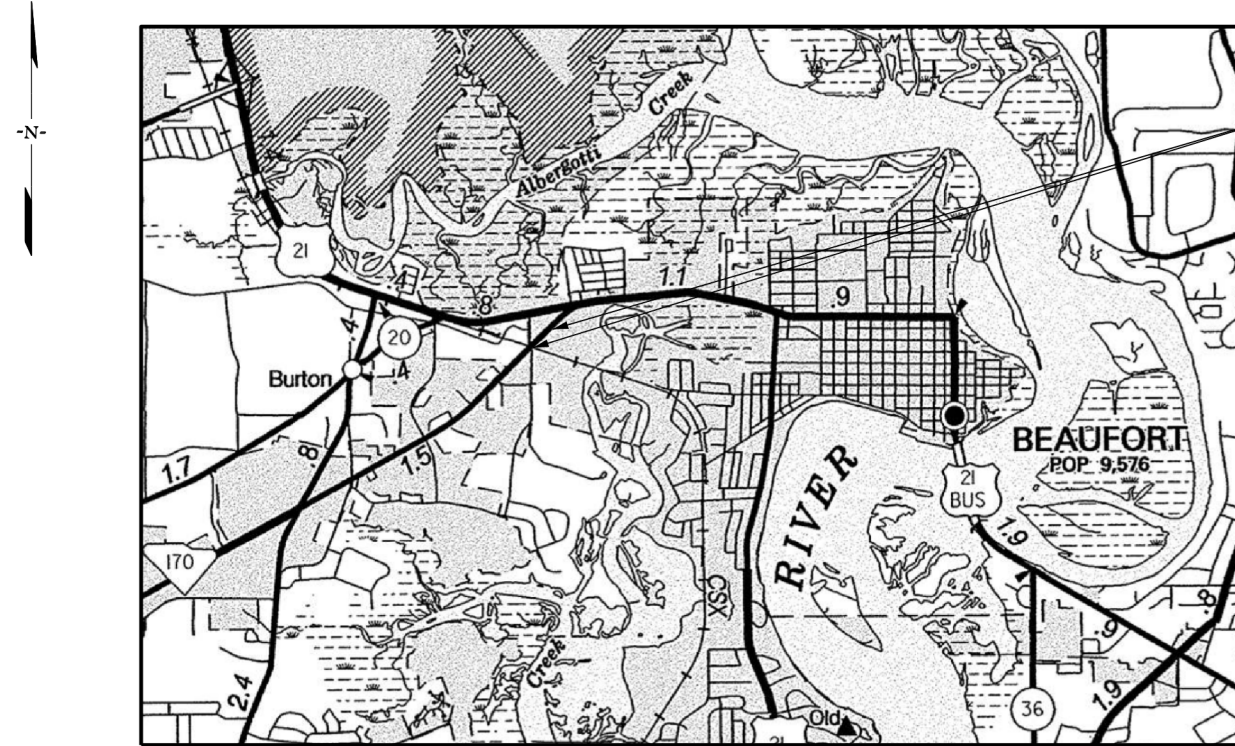 -N-
Creek
Albergotti
21
.4
.8
1.1
.9
.4
20
Burton
.4
BEAUFORT
POP 9,576
1.7
.8
1.5
RIVER
21
BUS
1.9
170
CSX
.9
.8
Creek
2.4
1.9
36
Old
21